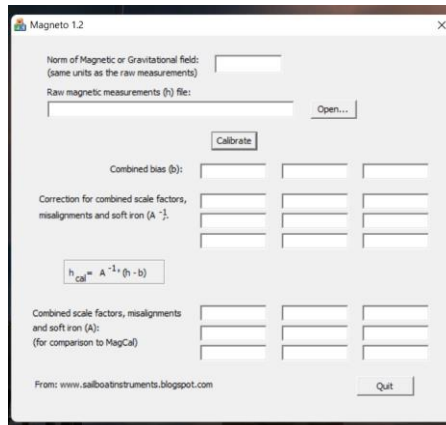 Magneto 1.2
Norm of Magnetic or Gravitational field:
(same units as the raw measurements)
Raw magnetic measurements (h) file:
Open...
Calibrate
Combined bias (b):
Correction for combined scale factors,
misalignments and soft iron (A -1).
h cal = A -1 * (h - b)
Combined scale factors, misalignments
and soft iron (A):
(for comparison to MagCal)
From: www.sailboatinstruments.blogspot.com
Quit